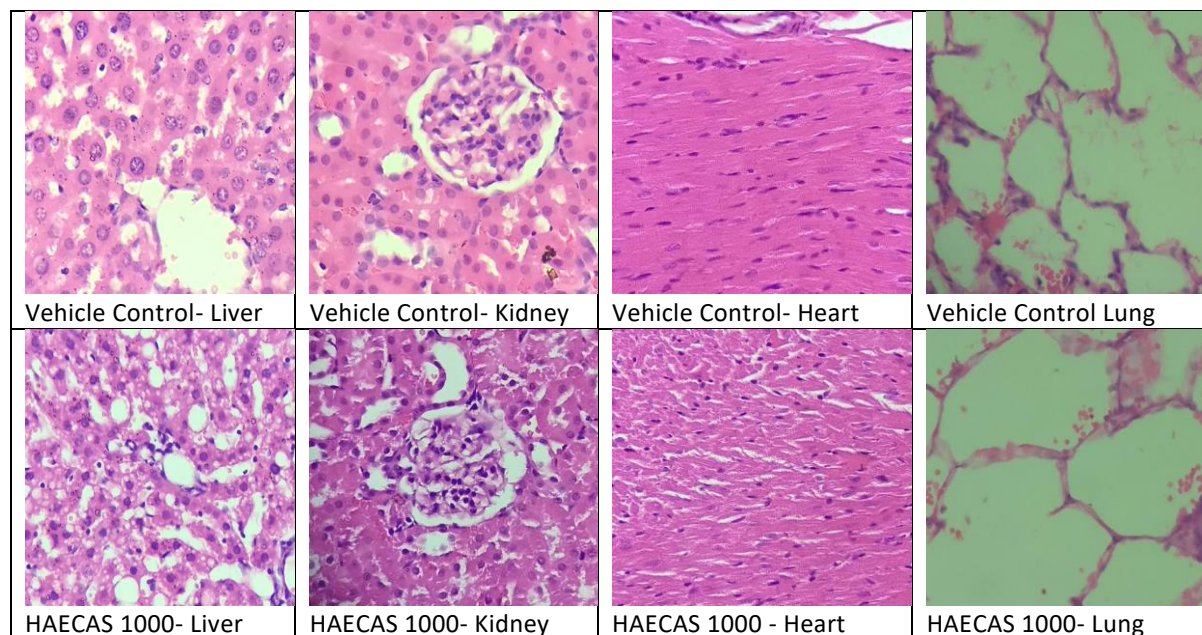 Vehicle Control- Liver
Vehicle Control- Kidney
Vehicle Control- Heart
Vehicle Control Lung
HAECAS 1000- Liver
HAECAS 1000- Kidney
HAECAS 1000 - Heart
HAECAS 1000- Lung